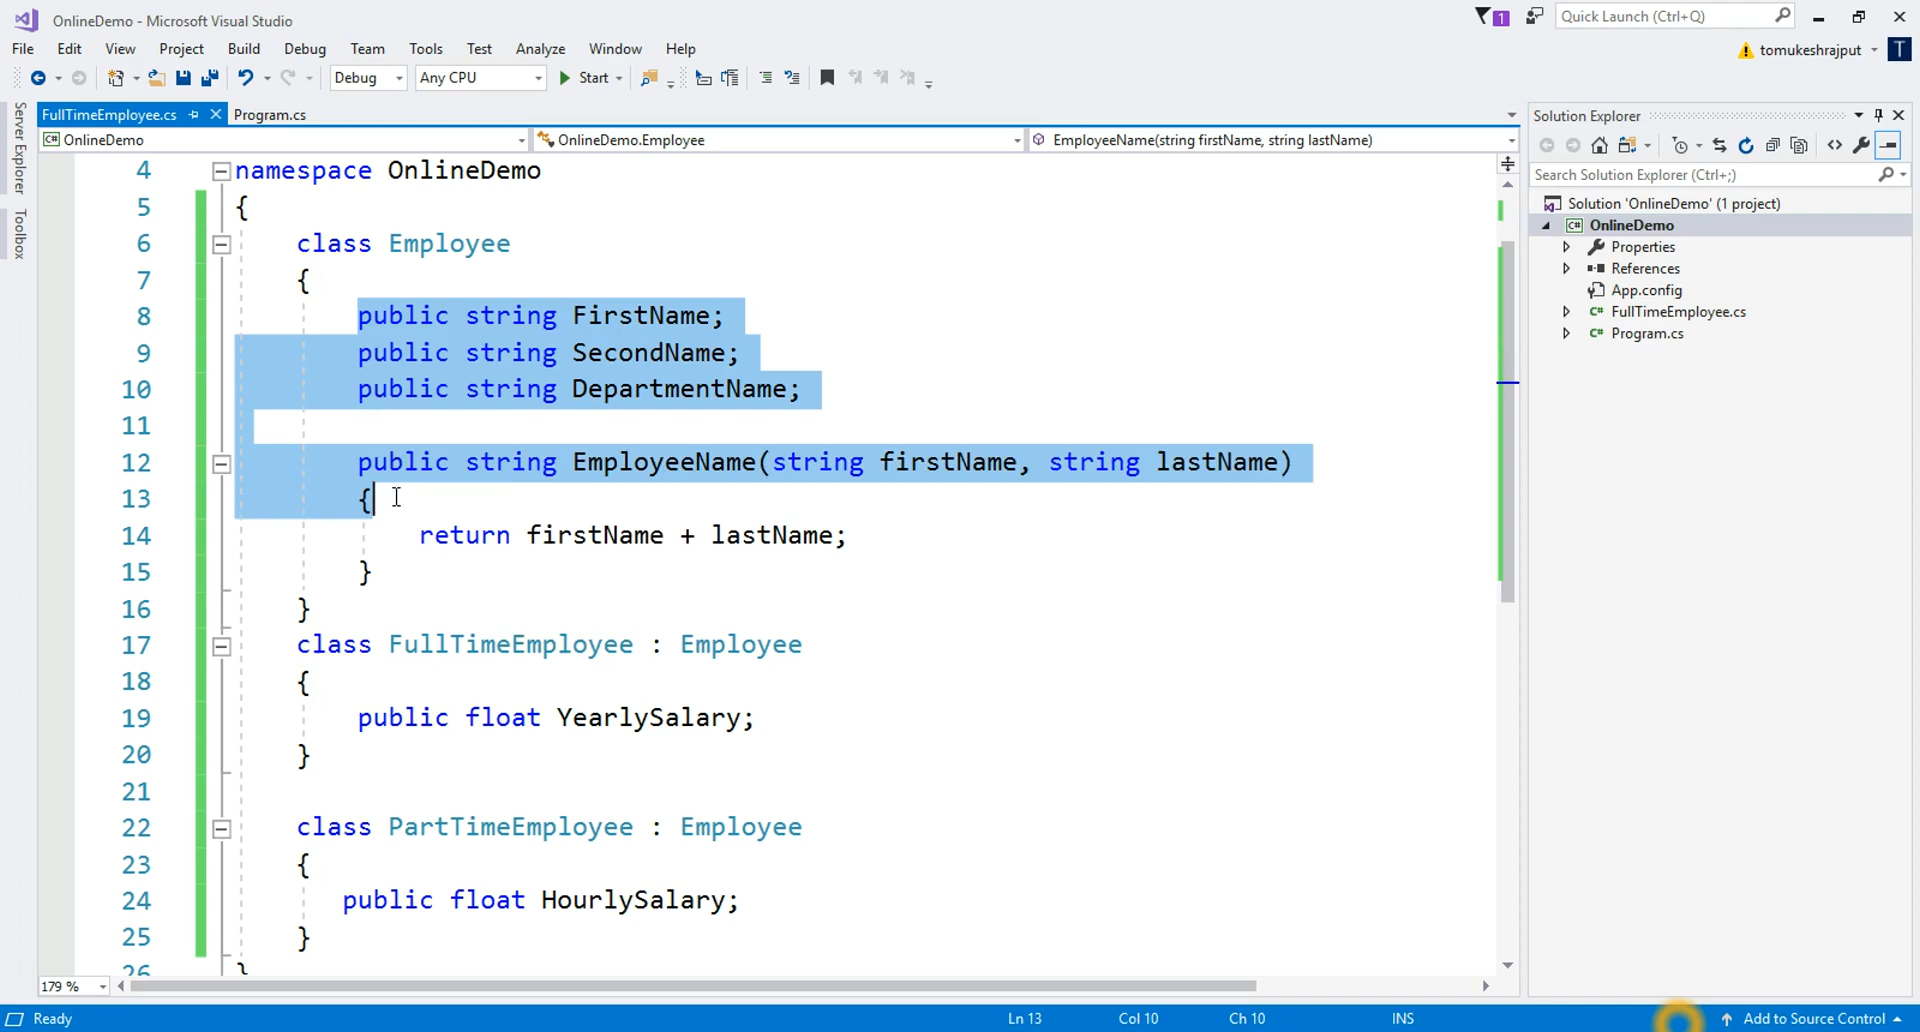 OnlineDemo - Microsoft Visual Studio
1
Quick Launch (Ctrl+Q)
File Edit View Project Build Debug Team Tools Test Analyze Window Help
tomukeshrajput T
Debug Any CPU Start
Server Explorer
Toolbox
FullTimeEmployee.cs Program.cs
C# OnlineDemo OnlineDemo.Employee EmployeeName(string firstName, string lastName)
4 namespace OnlineDemo
5 {
6 class Employee
7 {
8 public string FirstName;
9 public string SecondName;
10 public string DepartmentName;
11
12 public string EmployeeName(string firstName, string lastName)
13 {
14 return firstName + lastName;
15 }
16 }
17 class FullTimeEmployee : Employee
18 {
19 public float YearlySalary;
20 }
21
22 class PartTimeEmployee : Employee
23 {
24 public float HourlySalary;
25 }
26 }
179 %
Solution Explorer
Search Solution Explorer (Ctrl+;)
Solution 'OnlineDemo' (1 project)
C# OnlineDemo
Properties
References
App.config
C# FullTimeEmployee.cs
C# Program.cs
Ready Ln 13 Col 10 Ch 10 INS Add to Source Control